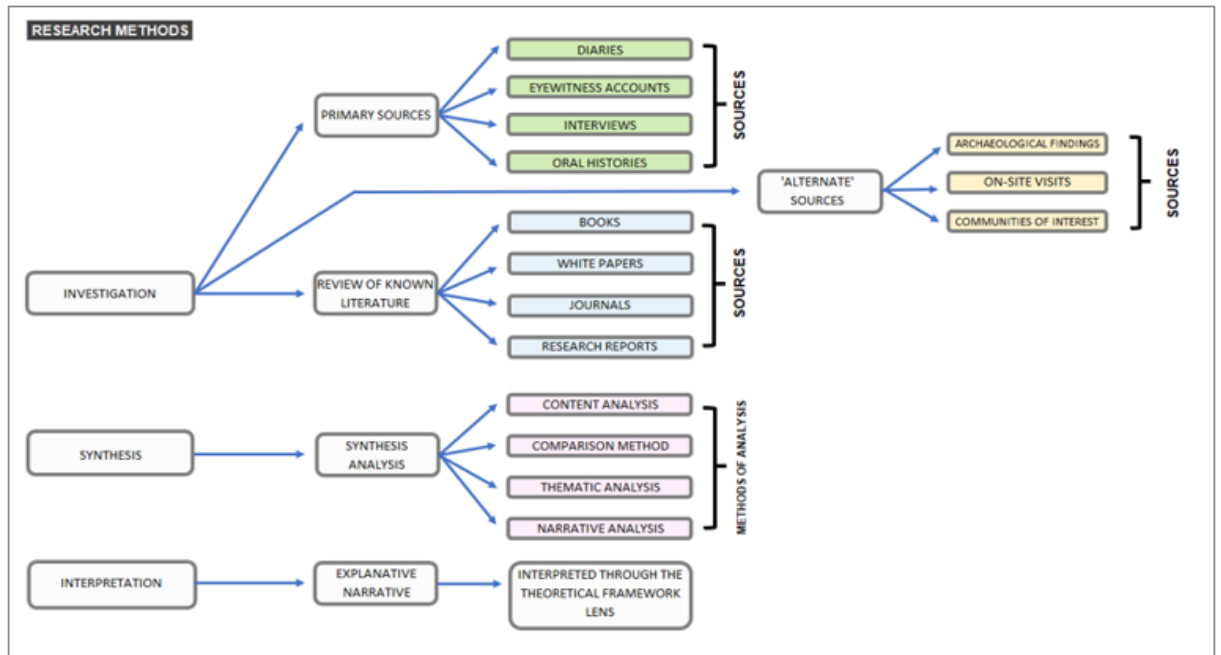 RESEARCH METHODS
DIARIES
EYEWITNESS ACCOUNTS
INTERVIEWS
ORAL HISTORIES
SOURCES
PRIMARY SOURCES
'ALTERNATE'
SOURCES
ARCHAEOLOGICAL FINDINGS
ON-SITE VISITS
COMMUNITIES OF INTEREST
SOURCES
INVESTIGATION
REVIEW OF KNOWN
LITERATURE
BOOKS
WHITE PAPERS
JOURNALS
RESEARCH REPORTS
SOURCES
SYNTHESIS
SYNTHESIS
ANALYSIS
CONTENT ANALYSIS
COMPARISON METHOD
THEMATIC ANALYSIS
NARRATIVE ANALYSIS
METHODS OF ANALYSIS
INTERPRETATION
EXPLANATIVE
NARRATIVE
INTERPRETED THROUGH THE
THEORETICAL FRAMEWORK
LENS